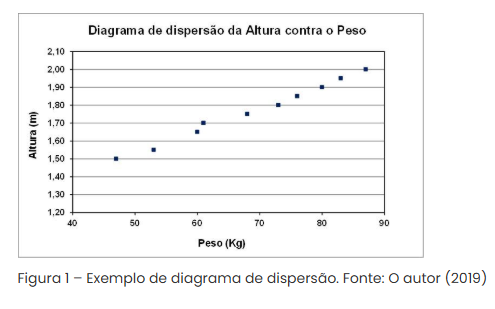 Diagrama de dispersão da Altura contra o Peso
Altura (m)
2,10
2,00
1,90
1,80
1,70
1,60
1,50
1,40
1,30
1,20
40 50 60 70 80 90
Peso (Kg)
Figura 1 – Exemplo de diagrama de dispersão. Fonte: O autor (2019)